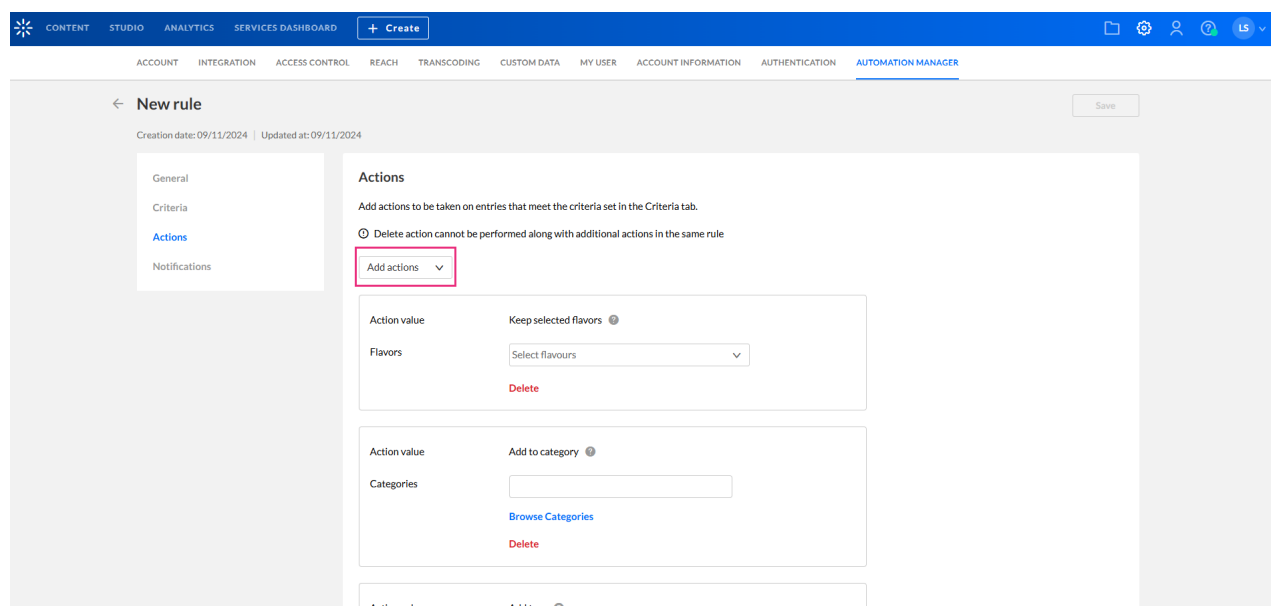 CONTENT STUDIO ANALYTICS SERVICES DASHBOARD + Create LS
ACCOUNT INTEGRATION ACCESS CONTROL REACH TRANSCODING CUSTOM DATA MY USER ACCOUNT INFORMATION AUTHENTICATION AUTOMATION MANAGER
New rule
Save
Creation date: 09/11/2024 | Updated at: 09/11/2024
General
Criteria
Actions
Notifications
Actions
Add actions to be taken on entries that meet the criteria set in the Criteria tab.
Delete action cannot be performed along with additional actions in the same rule
Add actions
Action value Keep selected flavors
Flavors Select flavours
Delete
Action value Add to category
Categories
Browse Categories
Delete